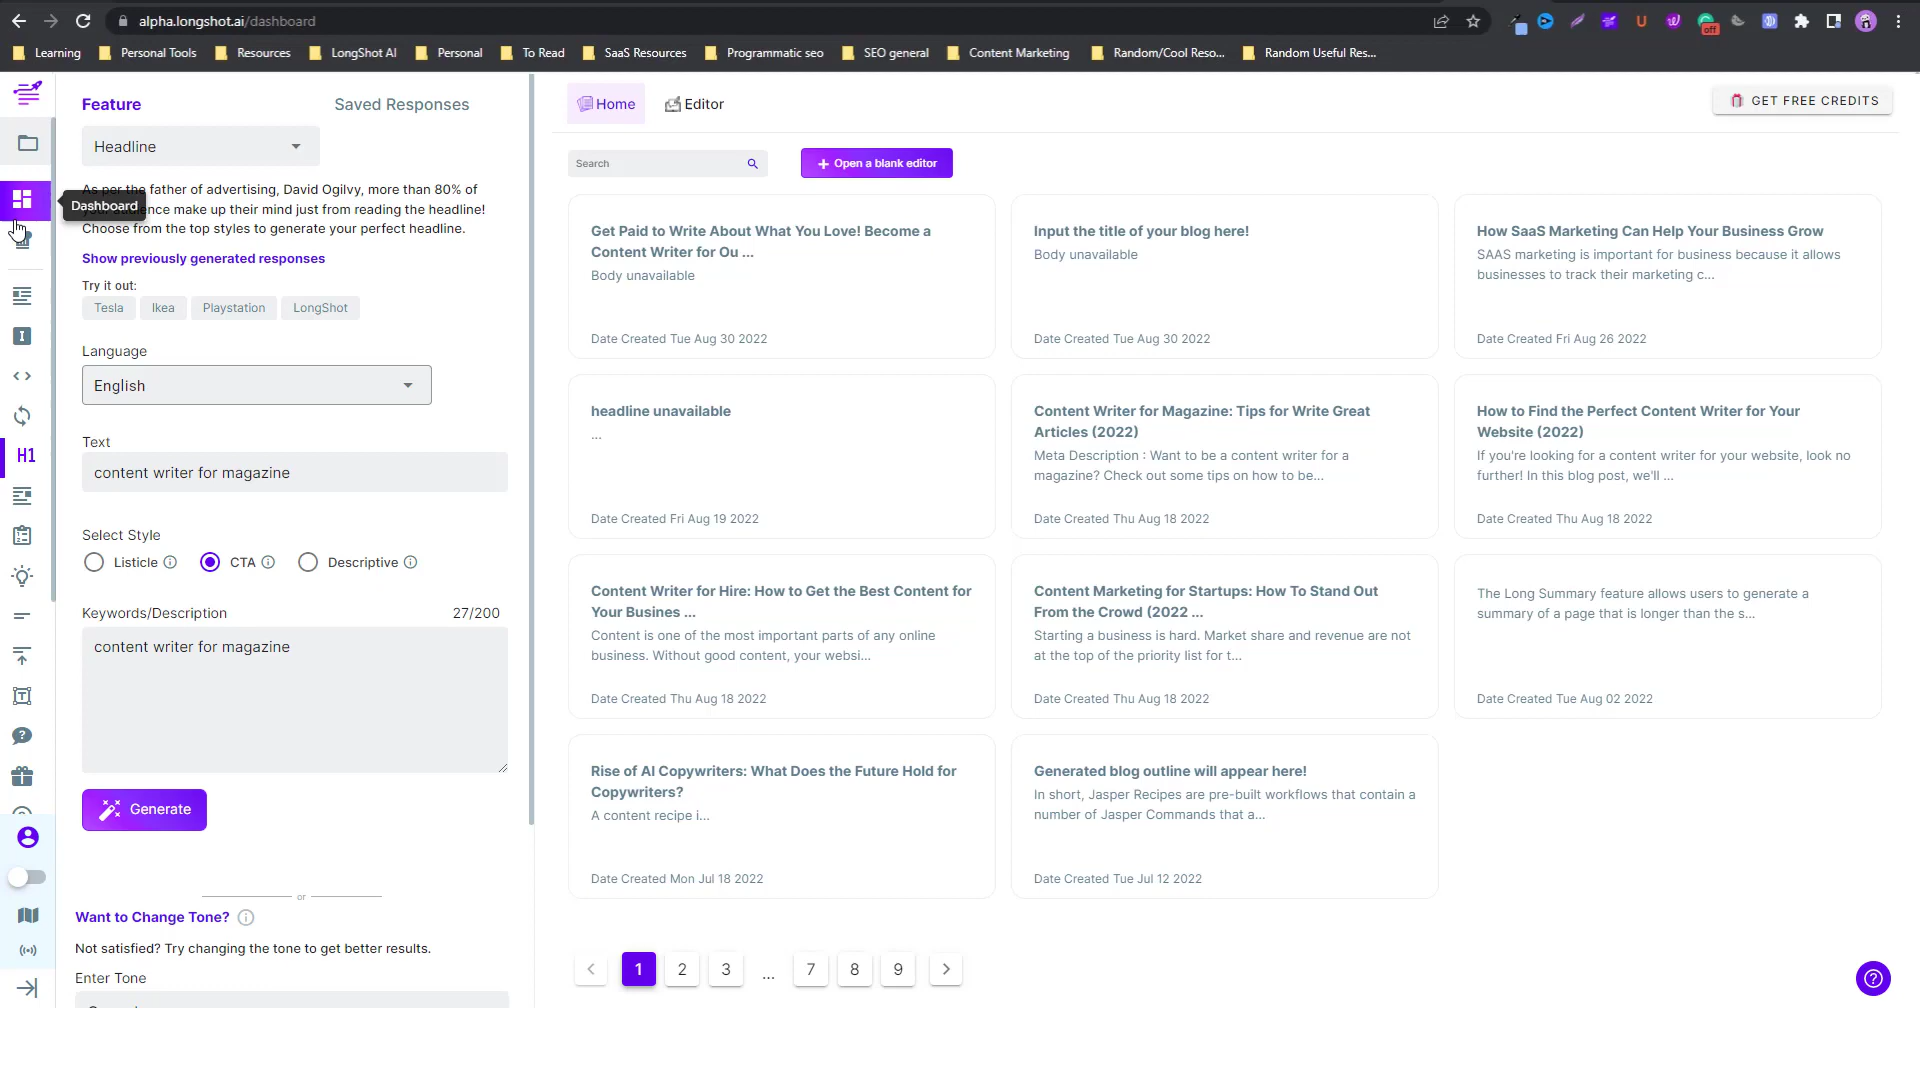 alpha.longshot.ai/dashboard
Learning
Personal Tools
Resources
LongShot AI
Personal
To Read
SaaS Resources
Programmatic seo
SEO general
Content Marketing
Random/Cool Reso...
Random Useful Res...
off
Feature
Saved Responses
Headline
As per the father of advertising, David Ogilvy, more than 80% of
your audience make up their mind just from reading the headline!
Choose from the top styles to generate your perfect headline.
Dashboard
Show previously generated responses
Try it out:
Tesla
Ikea
Playstation
LongShot
Language
English
H1
Text
content writer for magazine
Select Style
Listicle
CTA
Descriptive
Keywords/Description
27/200
content writer for magazine
Generate
or
Want to Change Tone?
Not satisfied? Try changing the tone to get better results.
Enter Tone
Home
Editor
GET FREE CREDITS
Search
Open a blank editor
Get Paid to Write About What You Love! Become a
Content Writer for Ou ...
Body unavailable
Date Created Tue Aug 30 2022
Input the title of your blog here!
Body unavailable
Date Created Tue Aug 30 2022
How SaaS Marketing Can Help Your Business Grow
SAAS marketing is important for business because it allows
businesses to track their marketing c...
Date Created Fri Aug 26 2022
headline unavailable
...
Date Created Fri Aug 19 2022
Content Writer for Magazine: Tips for Write Great
Articles (2022)
Meta Description : Want to be a content writer for a
magazine? Check out some tips on how to be...
Date Created Thu Aug 18 2022
How to Find the Perfect Content Writer for Your
Website (2022)
If you're looking for a content writer for your website, look no
further! In this blog post, we'll ...
Date Created Thu Aug 18 2022
Content Writer for Hire: How to Get the Best Content for
Your Busines ...
Content is one of the most important parts of any online
business. Without good content, your websi...
Date Created Thu Aug 18 2022
Content Marketing for Startups: How To Stand Out
From the Crowd (2022 ...
Starting a business is hard. Market share and revenue are not
at the top of the priority list for t...
Date Created Thu Aug 18 2022
The Long Summary feature allows users to generate a
summary of a page that is longer than the s...
Date Created Tue Aug 02 2022
Rise of AI Copywriters: What Does the Future Hold for
Copywriters?
A content recipe i...
Date Created Mon Jul 18 2022
Generated blog outline will appear here!
In short, Jasper Recipes are pre-built workflows that contain a
number of Jasper Commands that a...
Date Created Tue Jul 12 2022
1
2
3
...
7
8
9